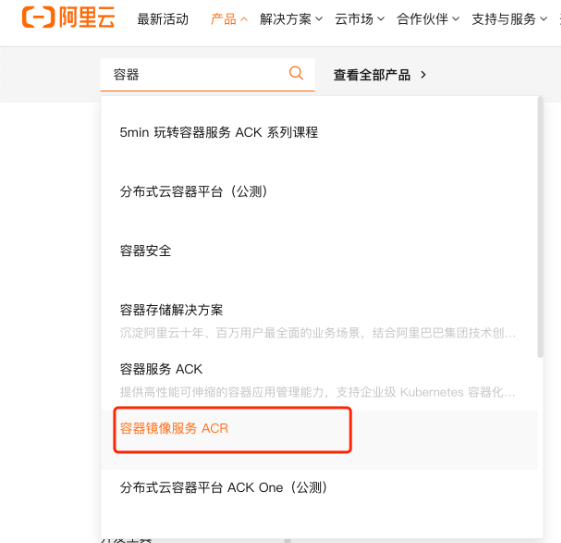 阿里云 最新活动 产品 解决方案 云市场 合作伙伴 支持与服务
容器 查看全部产品
5min 玩转容器服务 ACK 系列课程
分布式云容器平台（公测）
容器安全
容器存储解决方案
沉淀阿里云十年，百万用户最全面的业务场景，结合阿里巴巴集团技术创...
容器服务 ACK
提供高性能可伸缩的容器应用管理能力，支持企业级 Kubernetes 容器化...
容器镜像服务 ACR
分布式云容器平台 ACK One（公测）